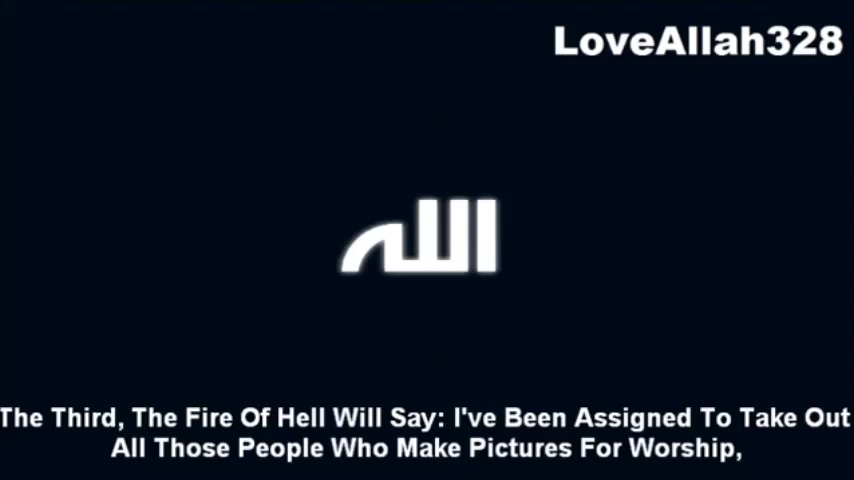 LoveAllah328
الله
The Third, The Fire Of Hell Will Say: I've Been Assigned To Take Out
All Those People Who Make Pictures For Worship,